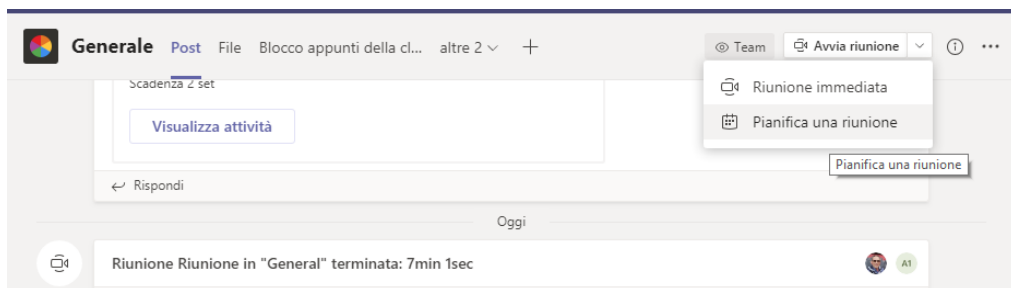 Generale Post File Blocco appunti della cl... altre 2 Team Avvia riunione
Scadenza 2 set
Visualizza attività
Riunione immediata
Pianifica una riunione
Pianifica una riunione
Rispondi
Oggi
Riunione Riunione in "General" terminata: 7min 1sec
A1